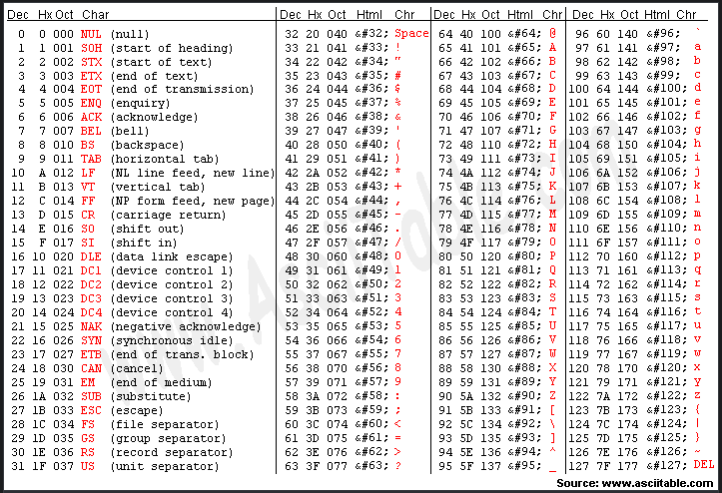 Dec Hx Oct Char Dec Hx Oct Html Chr Dec Hx Oct Html Chr Dec Hx Oct Html Chr
0 0 000 NUL (null) 32 20 040 &#32; Space 64 40 100 &#64; @ 96 60 140 &#96; `
1 1 001 SOH (start of heading) 33 21 041 &#33; ! 65 41 101 &#65; A 97 61 141 &#97; a
2 2 002 STX (start of text) 34 22 042 &#34; " 66 42 102 &#66; B 98 62 142 &#98; b
3 3 003 ETX (end of text) 35 23 043 &#35; # 67 43 103 &#67; C 99 63 143 &#99; c
4 4 004 EOT (end of transmission) 36 24 044 &#36; $ 68 44 104 &#68; D 100 64 144 &#100; d
5 5 005 ENQ (enquiry) 37 25 045 &#37; % 69 45 105 &#69; E 101 65 145 &#101; e
6 6 006 ACK (acknowledge) 38 26 046 &#38; & 70 46 106 &#70; F 102 66 146 &#102; f
7 7 007 BEL (bell) 39 27 047 &#39; ' 71 47 107 &#71; G 103 67 147 &#103; g
8 8 010 BS (backspace) 40 28 050 &#40; ( 72 48 110 &#72; H 104 68 150 &#104; h
9 9 011 TAB (horizontal tab) 41 29 051 &#41; ) 73 49 111 &#73; I 105 69 151 &#105; i
10 A 012 LF (NL line feed, new line) 42 2A 052 &#42; * 74 4A 112 &#74; J 106 6A 152 &#106; j
11 B 013 VT (vertical tab) 43 2B 053 &#43; + 75 4B 113 &#75; K 107 6B 153 &#107; k
12 C 014 FF (NP form feed, new page) 44 2C 054 &#44; , 76 4C 114 &#76; L 108 6C 154 &#108; l
13 D 015 CR (carriage return) 45 2D 055 &#45; - 77 4D 115 &#77; M 109 6D 155 &#109; m
14 E 016 SO (shift out) 46 2E 056 &#46; . 78 4E 116 &#78; N 110 6E 156 &#110; n
15 F 017 SI (shift in) 47 2F 057 &#47; / 79 4F 117 &#79; O 111 6F 157 &#111; o
16 10 020 DLE (data link escape) 48 30 060 &#48; 0 80 50 120 &#80; P 112 70 160 &#112; p
17 11 021 DC1 (device control 1) 49 31 061 &#49; 1 81 51 121 &#81; Q 113 71 161 &#113; q
18 12 022 DC2 (device control 2) 50 32 062 &#50; 2 82 52 122 &#82; R 114 72 162 &#114; r
19 13 023 DC3 (device control 3) 51 33 063 &#51; 3 83 53 123 &#83; S 115 73 163 &#115; s
20 14 024 DC4 (device control 4) 52 34 064 &#52; 4 84 54 124 &#84; T 116 74 164 &#116; t
21 15 025 NAK (negative acknowledge) 53 35 065 &#53; 5 85 55 125 &#85; U 117 75 165 &#117; u
22 16 026 SYN (synchronous idle) 54 36 066 &#54; 6 86 56 126 &#86; V 118 76 166 &#118; v
23 17 027 ETB (end of trans. block) 55 37 067 &#55; 7 87 57 127 &#87; W 119 77 167 &#119; w
24 18 030 CAN (cancel) 56 38 070 &#56; 8 88 58 130 &#88; X 120 78 170 &#120; x
25 19 031 EM (end of medium) 57 39 071 &#57; 9 89 59 131 &#89; Y 121 79 171 &#121; y
26 1A 032 SUB (substitute) 58 3A 072 &#58; : 90 5A 132 &#90; Z 122 7A 172 &#122; z
27 1B 033 ESC (escape) 59 3B 073 &#59; ; 91 5B 133 &#91; [ 123 7B 173 &#123; {
28 1C 034 FS (file separator) 60 3C 074 &#60; < 92 5C 134 &#92; \ 124 7C 174 &#124; |
29 1D 035 GS (group separator) 61 3D 075 &#61; = 93 5D 135 &#93; ] 125 7D 175 &#125; }
30 1E 036 RS (record separator) 62 3E 076 &#62; > 94 5E 136 &#94; ^ 126 7E 176 &#126; ~
31 1F 037 US (unit separator) 63 3F 077 &#63; ? 95 5F 137 &#95; _ 127 7F 177 &#127; DEL
www.AsciiTable.com
Source: www.asciitable.com